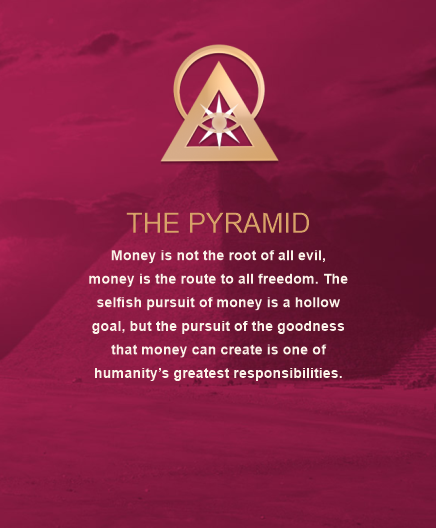 THE PYRAMID
Money is not the root of all evil,
money is the route to all freedom. The
selfish pursuit of money is a hollow
goal, but the pursuit of the goodness
that money can create is one of
humanity’s greatest responsibilities.